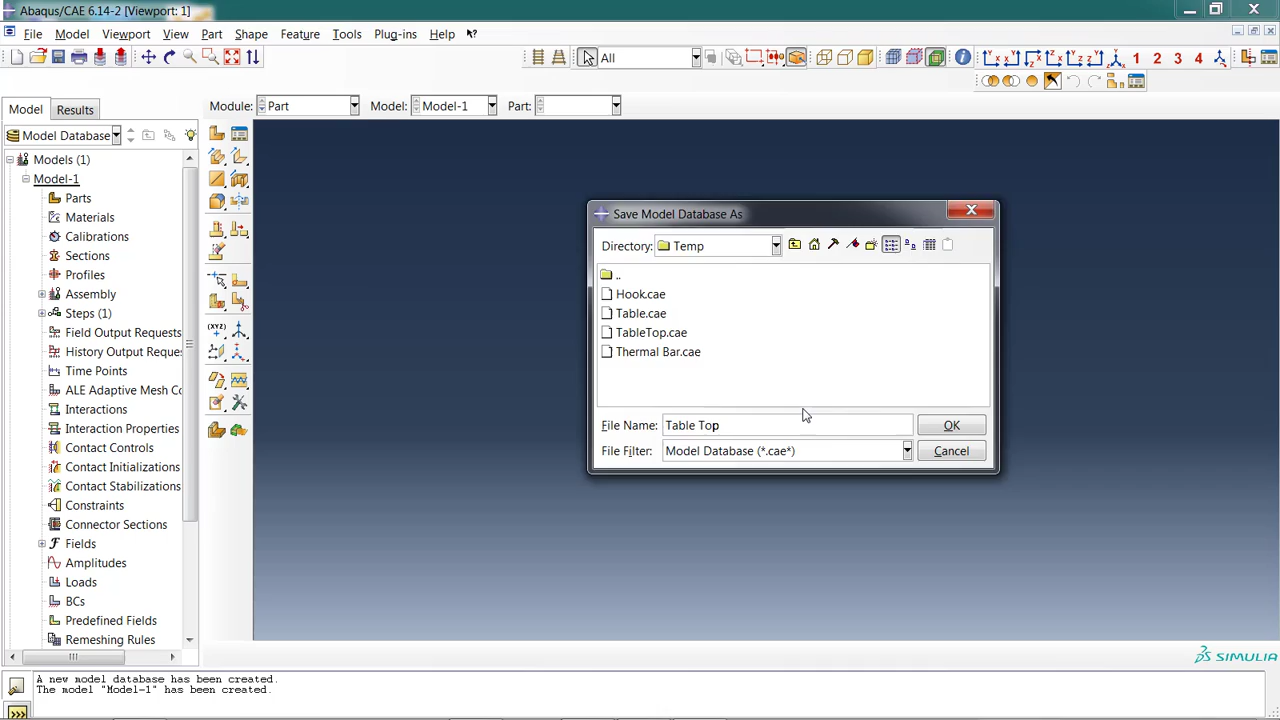 Abaqus/CAE 6.14-2 [Viewport: 1]
File Model Viewport View Part Shape Feature Tools Plug-ins Help
All
1 2 3 4
Model Results
Module: Part Model: Model-1 Part:
Model Database
Models (1)
Model-1
Parts
Materials
Calibrations
Sections
Profiles
Assembly
Steps (1)
Field Output Requests
History Output Reque
Time Points
ALE Adaptive Mesh Co
Interactions
Interaction Properties
Contact Controls
Contact Initializations
Contact Stabilizations
Constraints
Connector Sections
Fields
Amplitudes
Loads
BCs
Predefined Fields
Remeshing Rules
(XYZ)
Save Model Database As
Directory: Temp
..
Hook.cae
Table.cae
TableTop.cae
Thermal Bar.cae
File Name: Table Top OK
File Filter: Model Database (*.cae*) Cancel
SIMULIA
A new model database has been created.
The model "Model-1" has been created.
>>>